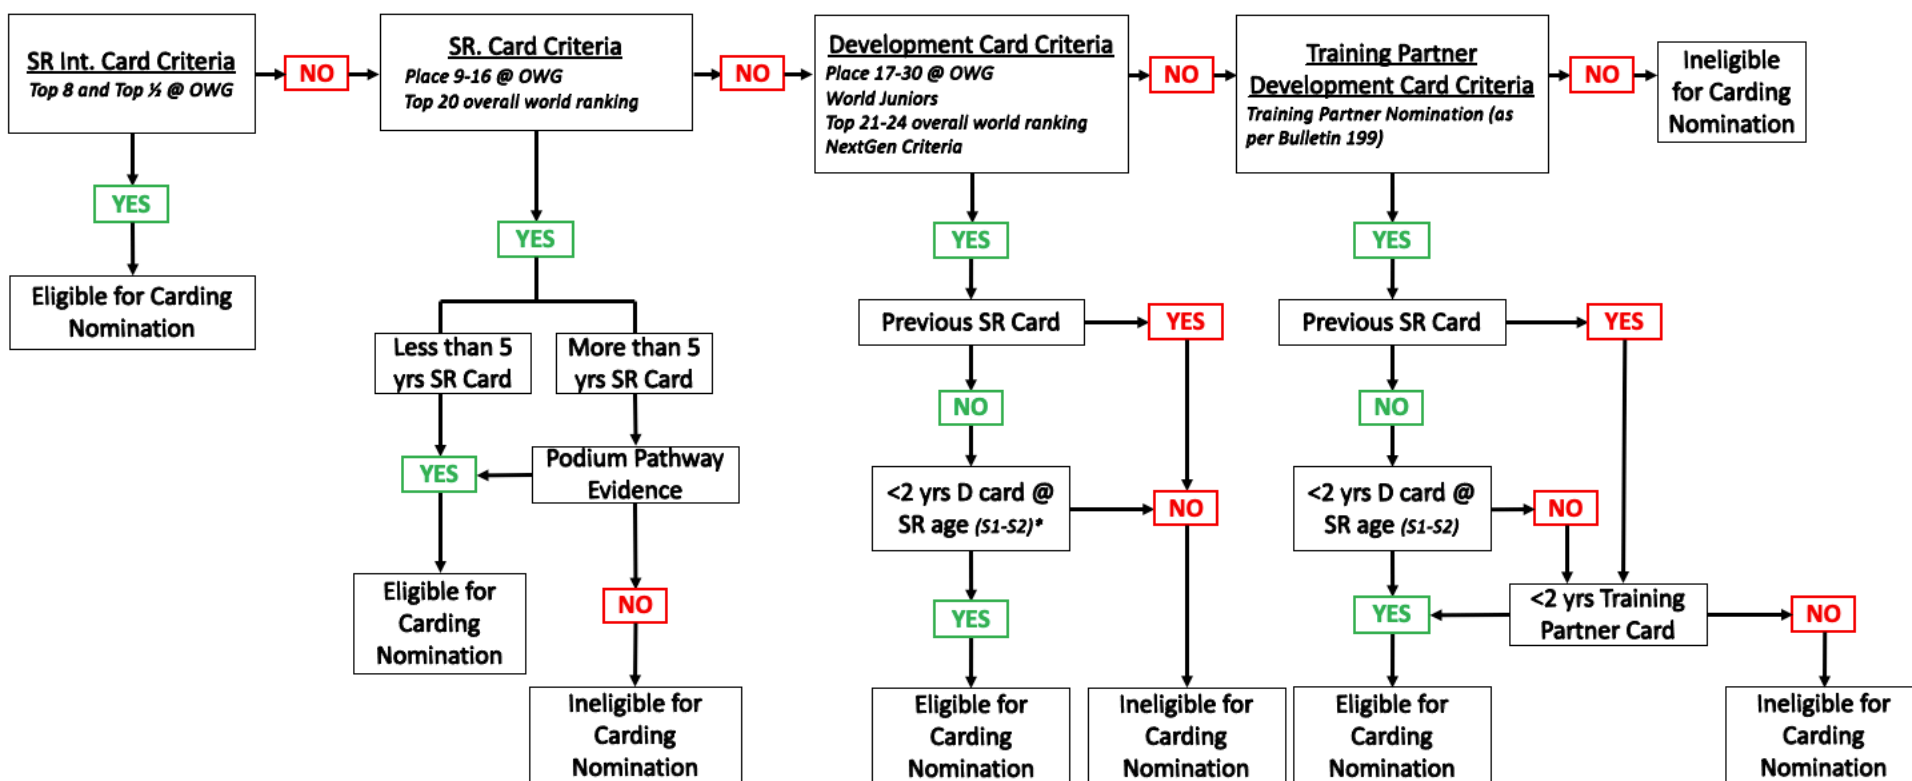 SR Int. Card Criteria
Top 8 and Top ½ @ OWG
NO
SR. Card Criteria
Place 9-16 @ OWG
Top 20 overall world ranking
NO
Development Card Criteria
Place 17-30 @ OWG
World Juniors
Top 21-24 overall world ranking
NextGen Criteria
NO
Training Partner
Development Card Criteria
Training Partner Nomination (as
per Bulletin 199)
NO
Ineligible
for Carding
Nomination
YES
Eligible for Carding
Nomination
YES
Less than 5
yrs SR Card
More than 5
yrs SR Card
YES
Podium Pathway
Evidence
Eligible for
Carding
Nomination
NO
Ineligible for
Carding
Nomination
YES
Previous SR Card
YES
NO
<2 yrs D card @
SR age (S1-S2)*
NO
YES
Eligible for
Carding
Nomination
Ineligible for
Carding
Nomination
YES
Previous SR Card
YES
NO
<2 yrs D card @
SR age (S1-S2)
NO
YES
<2 yrs Training
Partner Card
NO
Eligible for
Carding
Nomination
Ineligible for
Carding
Nomination